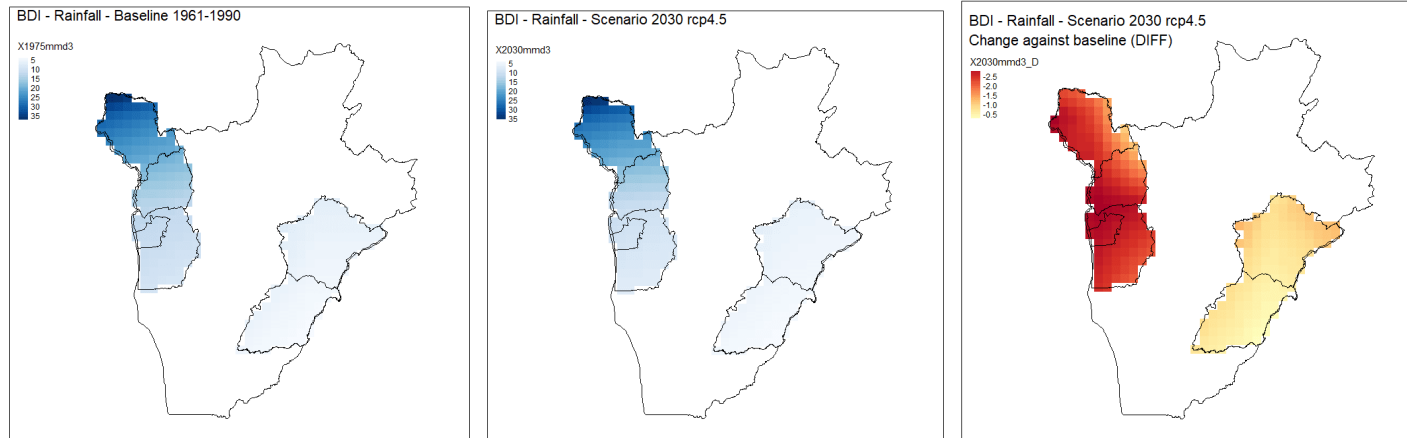 BDI - Rainfall - Baseline 1961-1990
X1975mmd3
5
10
15
20
25
30
35
BDI - Rainfall - Scenario 2030 rcp4.5
X2030mmd3
5
10
15
20
25
30
35
BDI - Rainfall - Scenario 2030 rcp4.5
Change against baseline (DIFF)
X2030mmd3_D
-2.5
-2.0
-1.5
-1.0
-0.5